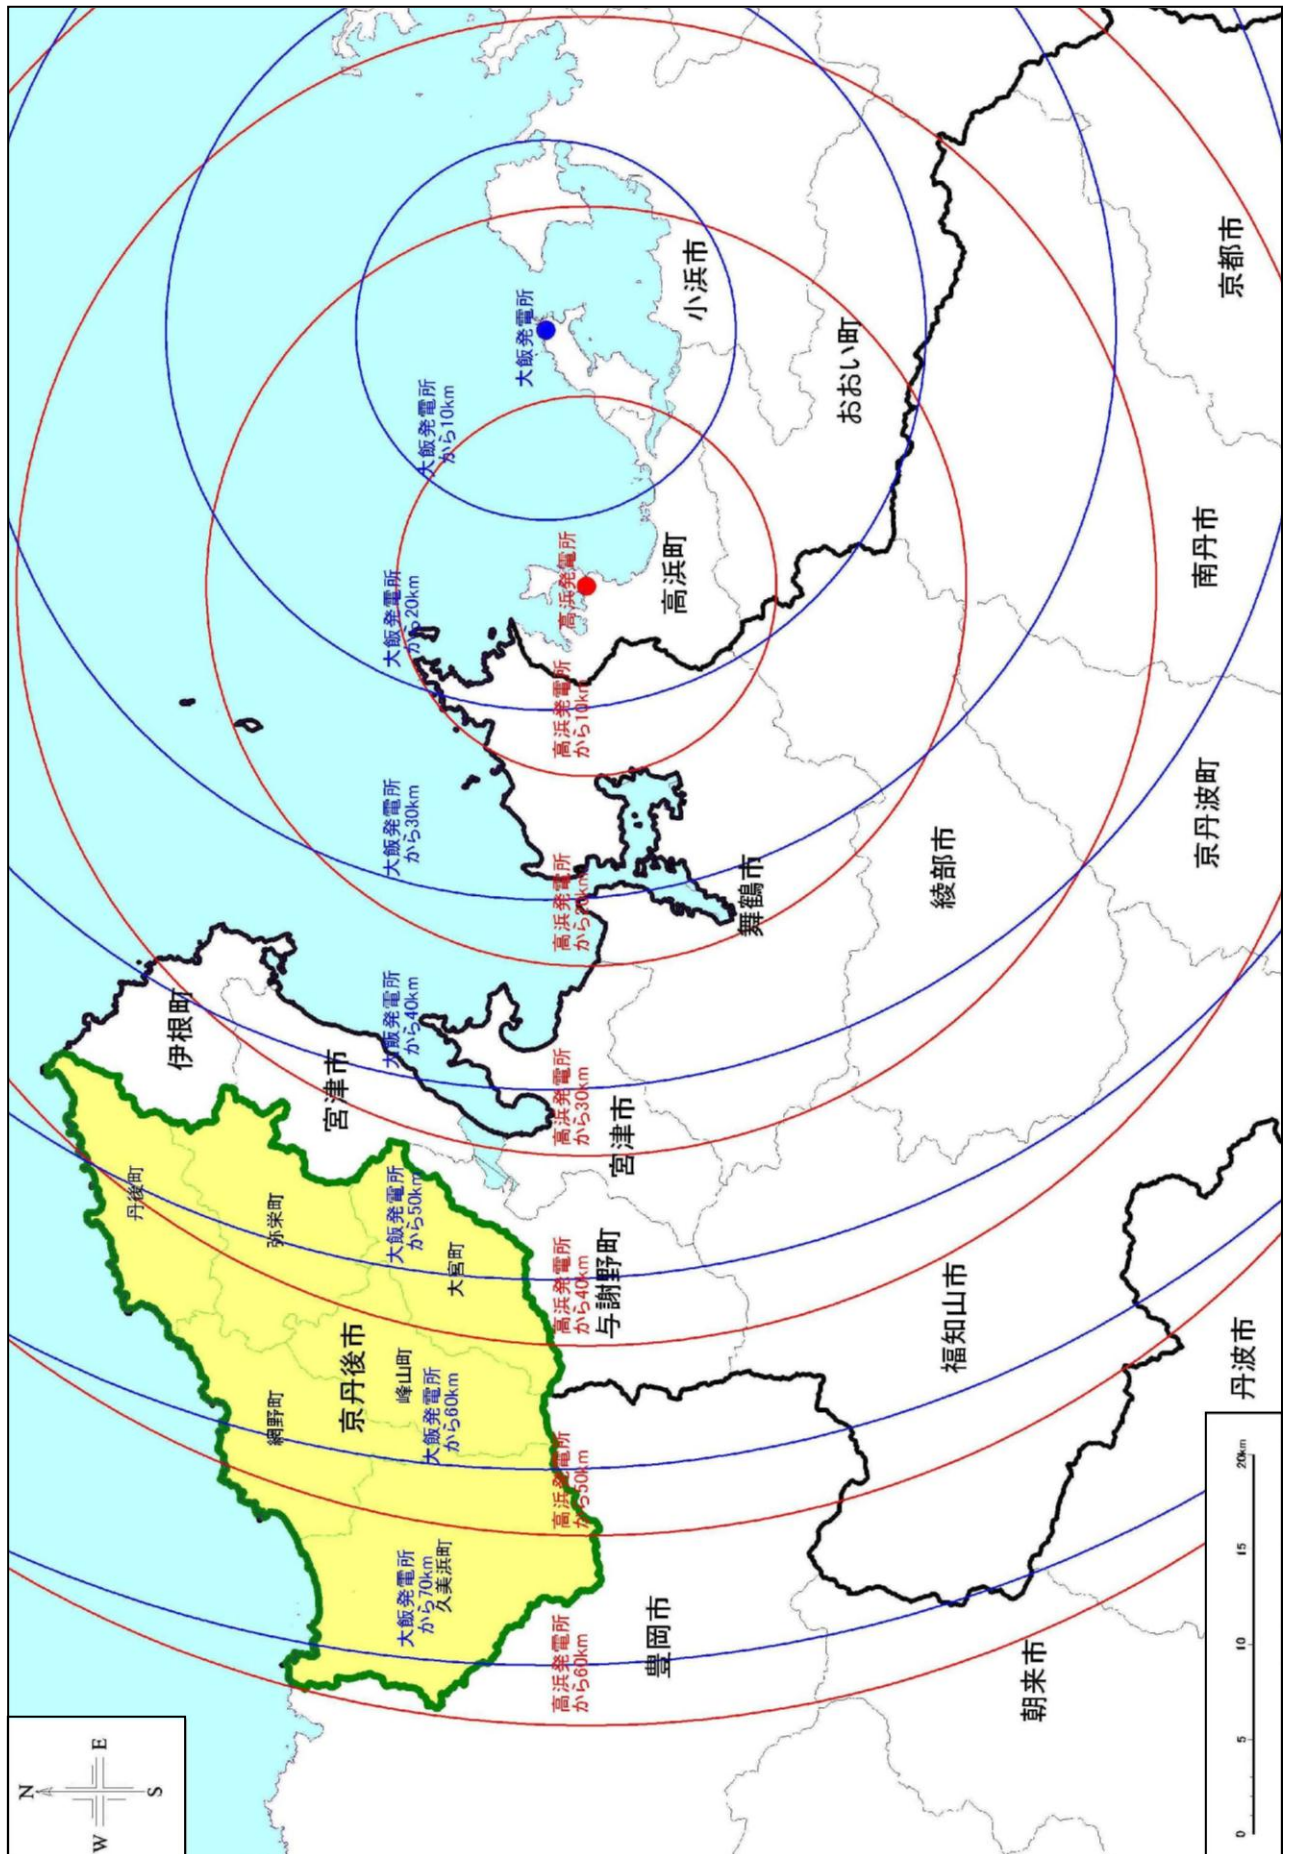 N
W
E
S
伊根町
丹後町
弥栄町
宮津市
網野町
京丹後市
峰山町
大宮町
久美浜町
大飯発電所
から70km
大飯発電所
から60km
大飯発電所
から50km
大飯発電所
から40km
大飯発電所
から30km
大飯発電所
から20km
大飯発電所
から10km
大飯発電所
高浜発電所
から60km
高浜発電所
から50km
高浜発電所
から40km
高浜発電所
から30km
高浜発電所
から20km
高浜発電所
から10km
高浜発電所
豊岡市
与謝野町
宮津市
舞鶴市
高浜町
小浜市
おおい町
朝来市
福知山市
綾部市
丹波市
京丹波町
南丹市
京都市
0
5
10
15
20km